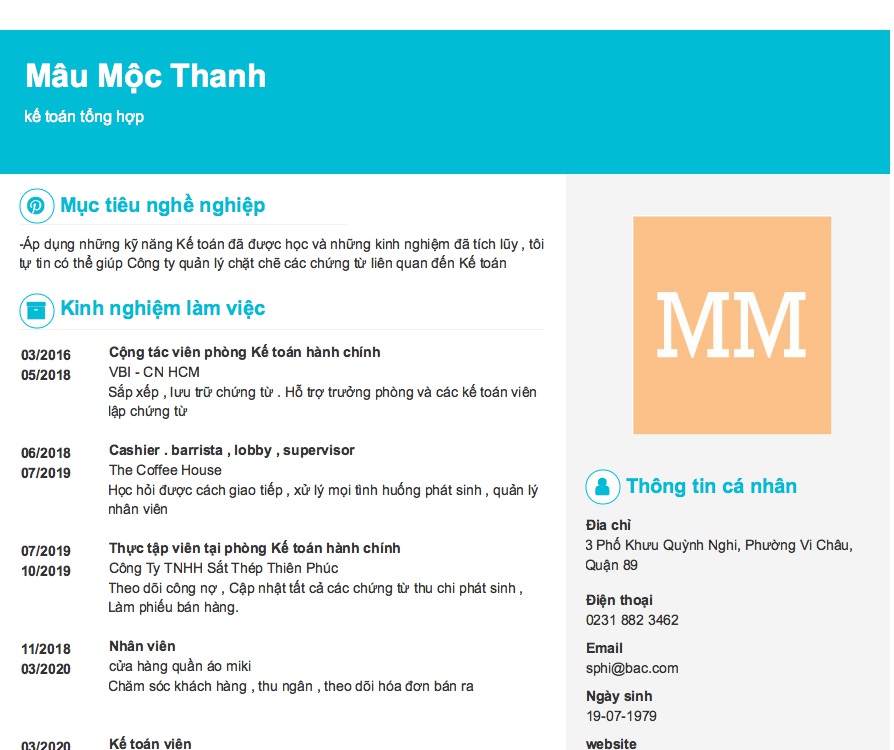 Mâu Mộc Thanh
kế toán tổng hợp
Mục tiêu nghề nghiệp
-Áp dụng những kỹ năng Kế toán đã được học và những kinh nghiệm đã tích lũy , tôi
tự tin có thể giúp Công ty quản lý chặt chẽ các chứng từ liên quan đến Kế toán
Kinh nghiệm làm việc
03/2016
05/2018
Cộng tác viên phòng Kế toán hành chính
VBI - CN HCM
Sắp xếp , lưu trữ chứng từ . Hỗ trợ trưởng phòng và các kế toán viên
lập chứng từ
06/2018
07/2019
Cashier . barrista , lobby , supervisor
The Coffee House
Học hỏi được cách giao tiếp , xử lý mọi tình huống phát sinh , quản lý
nhân viên
07/2019
10/2019
Thực tập viên tại phòng Kế toán hành chính
Công Ty TNHH Sắt Thép Thiên Phúc
Theo dõi công nợ , Cập nhật tất cả các chứng từ thu chi phát sinh ,
Làm phiếu bán hàng.
11/2018
03/2020
Nhân viên
cửa hàng quần áo miki
Chăm sóc khách hàng , thu ngân , theo dõi hóa đơn bán ra
03/2020
Kế toán viên
MM
Thông tin cá nhân
Đia chỉ
3 Phố Khưu Quỳnh Nghi, Phường Vi Châu,
Quận 89
Điện thoại
0231 882 3462
Email
sphi@bac.com
Ngày sinh
19-07-1979
website